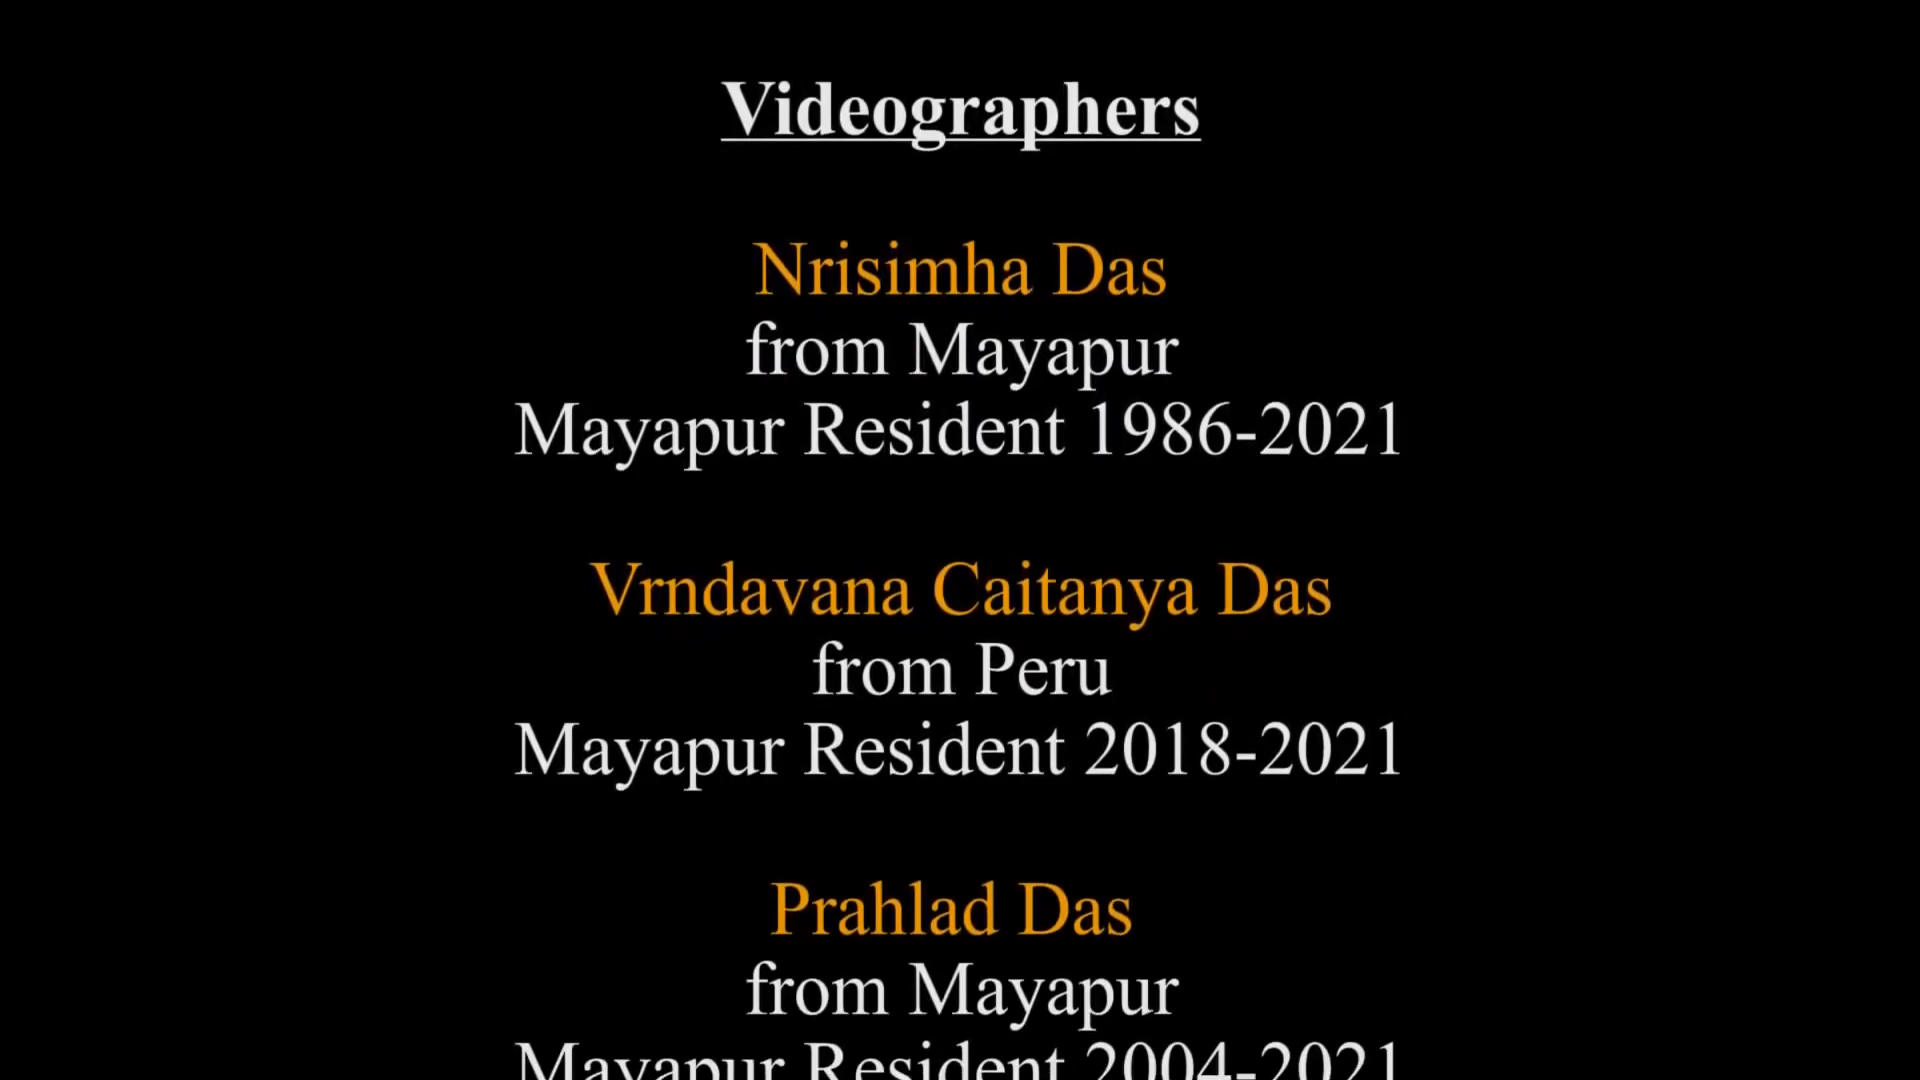 Videographers
Nrisimha Das
from Mayapur
Mayapur Resident 1986-2021
Vrndavana Caitanya Das
from Peru
Mayapur Resident 2018-2021
Prahlad Das
from Mayapur
Mayapur Resident 2004-2021